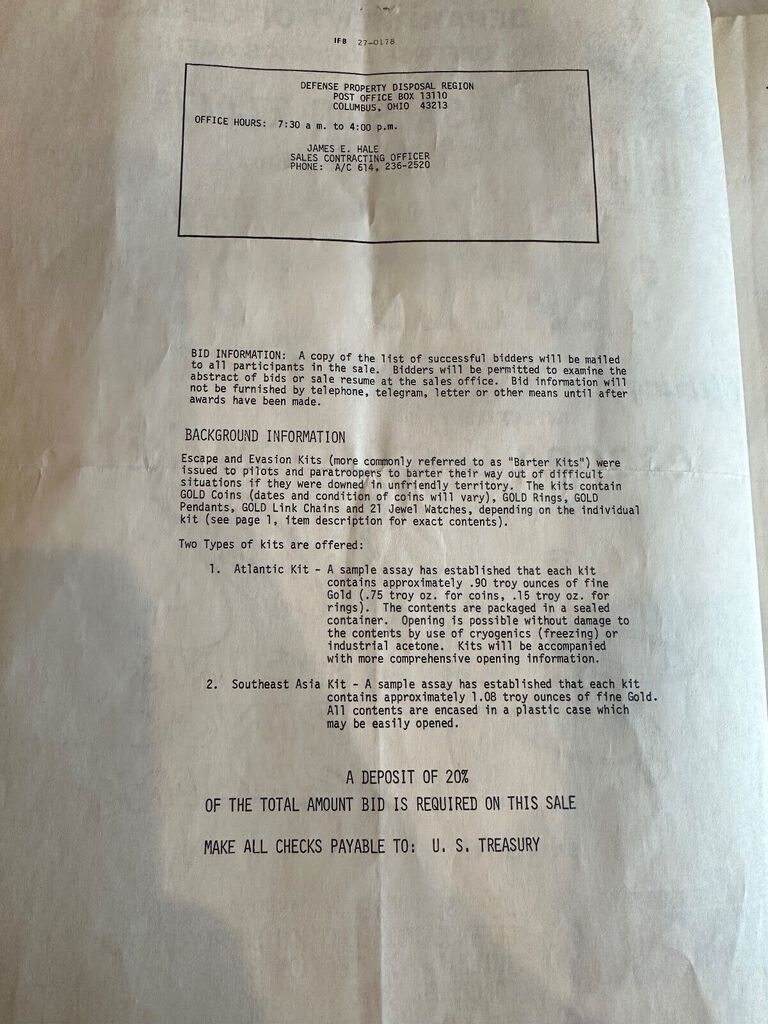 IFB 27-0178
DEFENSE PROPERTY DISPOSAL REGION
POST OFFICE BOX 13110
COLUMBUS, OHIO 43213
OFFICE HOURS: 7:30 a m. to 4:00 p.m.
JAMES E. HALE
SALES CONTRACTING OFFICER
PHONE: A/C 614, 236-2520
BID INFORMATION: A copy of the list of successful bidders will be mailed
to all participants in the sale. Bidders will be permitted to examine the
abstract of bids or sale resume at the sales office. Bid information will
not be furnished by telephone, telegram, letter or other means until after
awards have been made.
BACKGROUND INFORMATION
Escape and Evasion Kits (more commonly referred to as "Barter Kits") were
issued to pilots and paratroopers to barter their way out of difficult
situations if they were downed in unfriendly territory. The kits contain
GOLD Coins (dates and condition of coins will vary), GOLD Rings, GOLD
Pendants, GOLD Link Chains and 21 Jewel Watches, depending on the individual
kit (see page 1, item description for exact contents).
Two Types of kits are offered:
1. Atlantic Kit - A sample assay has established that each kit
contains approximately .90 troy ounces of fine
Gold (.75 troy oz. for coins, .15 troy oz. for
rings). The contents are packaged in a sealed
container. Opening is possible without damage to
the contents by use of cryogenics (freezing) or
industrial acetone. Kits will be accompanied
with more comprehensive opening information.
2. Southeast Asia Kit - A sample assay has established that each kit
contains approximately 1.08 troy ounces of fine Gold.
All contents are encased in a plastic case which
may be easily opened.
A DEPOSIT OF 20%
OF THE TOTAL AMOUNT BID IS REQUIRED ON THIS SALE
MAKE ALL CHECKS PAYABLE TO: U. S. TREASURY